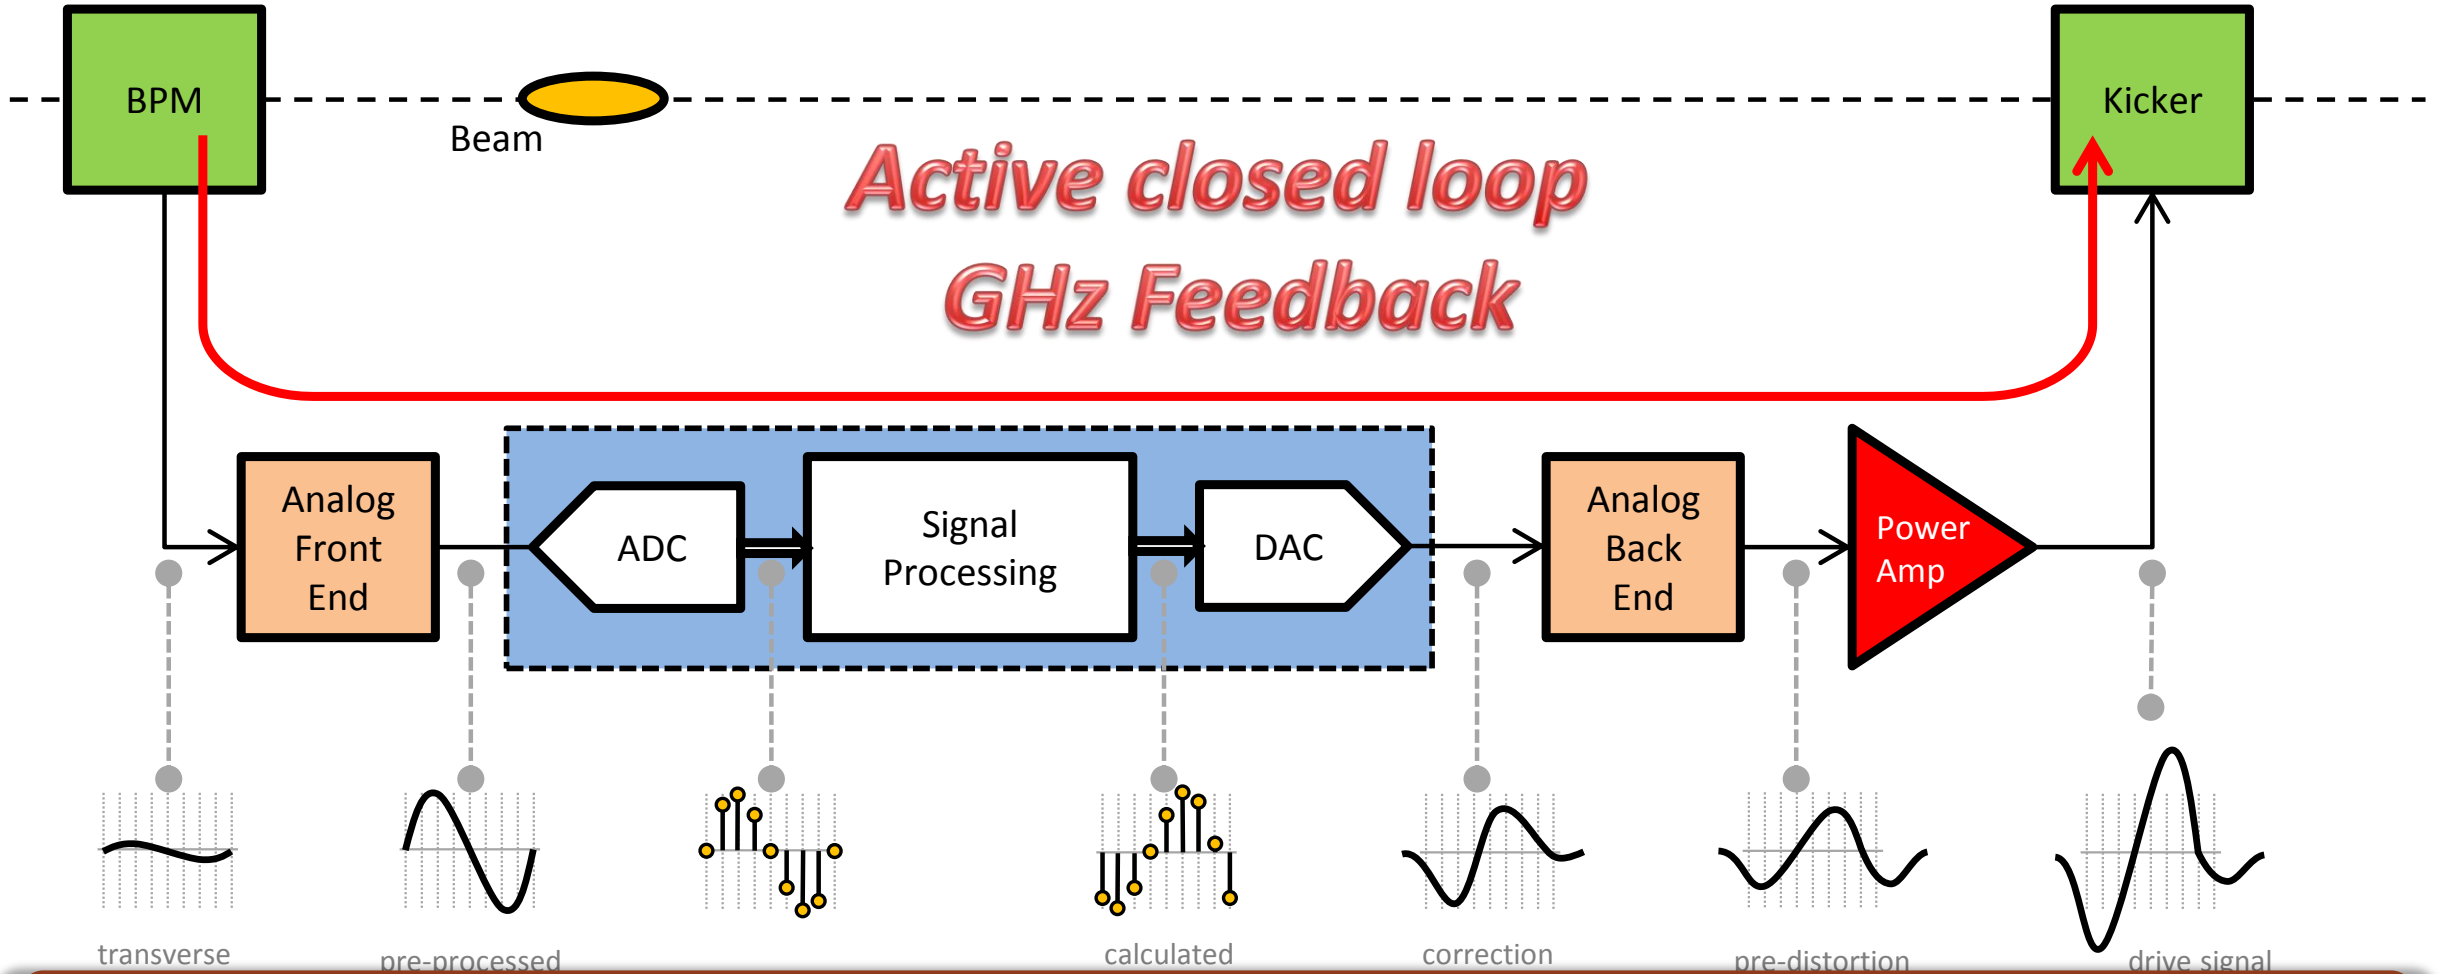 BPM
Beam
Kicker
Active closed loop
GHz Feedback
Analog
Front
End
ADC
Signal
Processing
DAC
Analog
Back
End
Power
Amp
transverse
pre-processed
calculated
correction
pre-distortion
drive signal